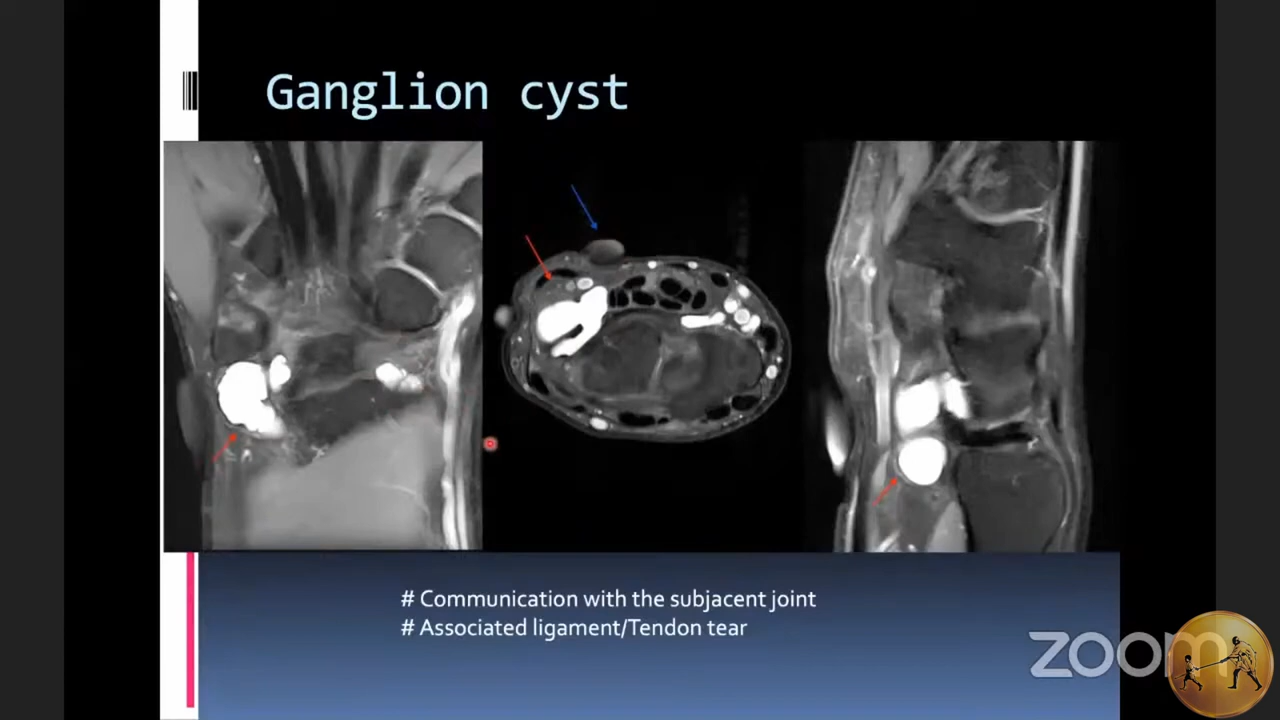 Ganglion cyst
# Communication with the subjacent joint
# Associated ligament/Tendon tear
zoom